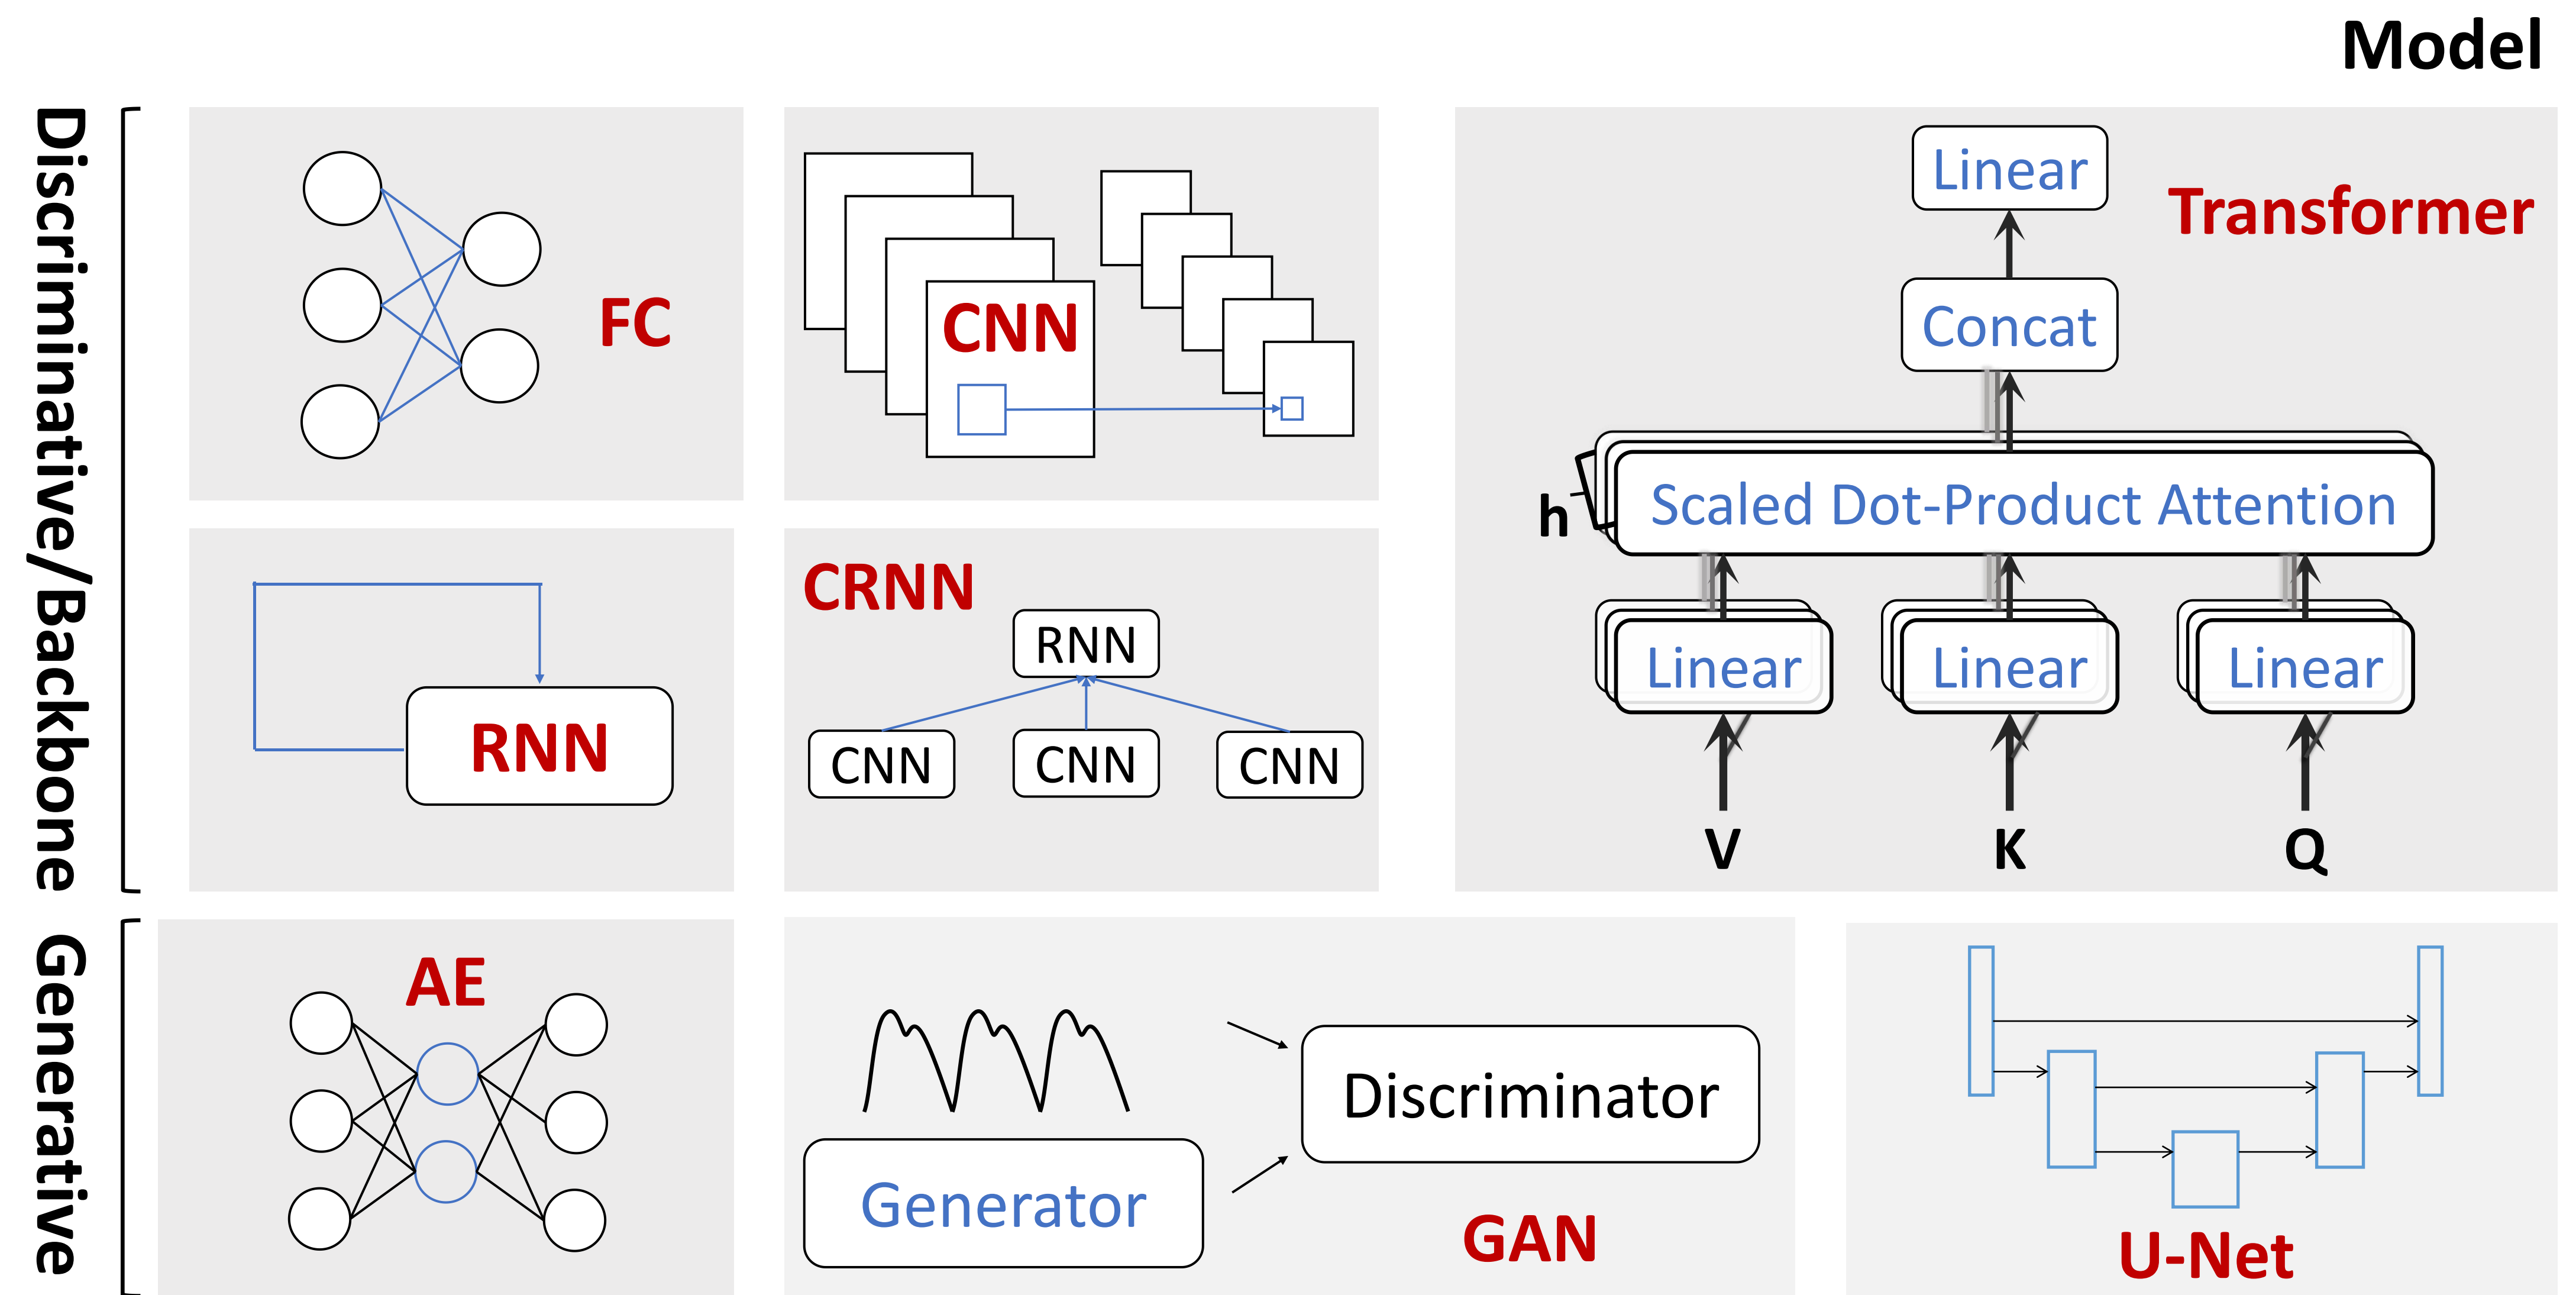 Model
Discriminative/Backbone
FC
CNN
Linear
Transformer
Concat
h
Scaled Dot-Product Attention
Linear
Linear
Linear
V
K
Q
RNN
CRNN
RNN
CNN
CNN
CNN
Generative
AE
Generator
Discriminator
GAN
U-Net